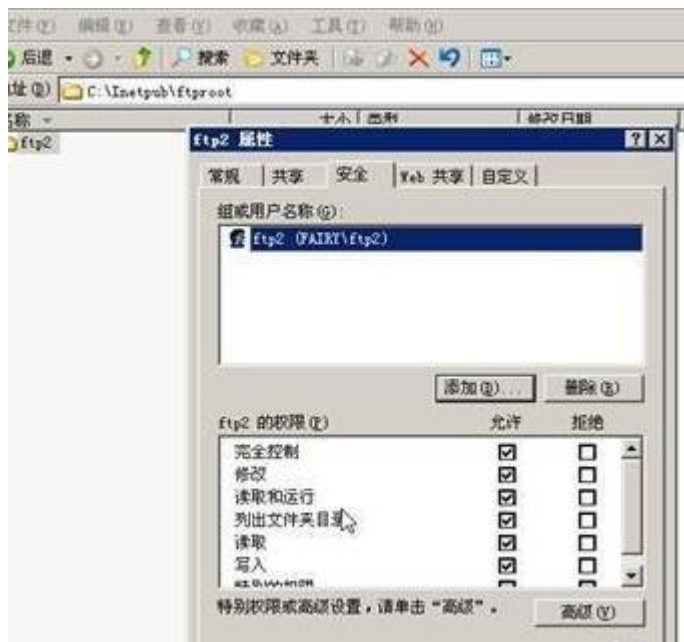 文件(F) 编辑(E) 查看(V) 收藏(A) 工具(T) 帮助(H)
后退 搜索 文件夹
C:\Inetpub\ftproot
大小 类型 修改日期
ftp2
ftp2 属性
常规 共享 安全 Web 共享 自定义
组或用户名称(G):
ftp2 (FAIRY\ftp2)
添加(D)... 删除(R)
ftp2 的权限(P) 允许 拒绝
完全控制
修改
读取和运行
列出文件夹目录
读取
写入
特别的权限
特别权限或高级设置，请单击“高级”。 高级(V)